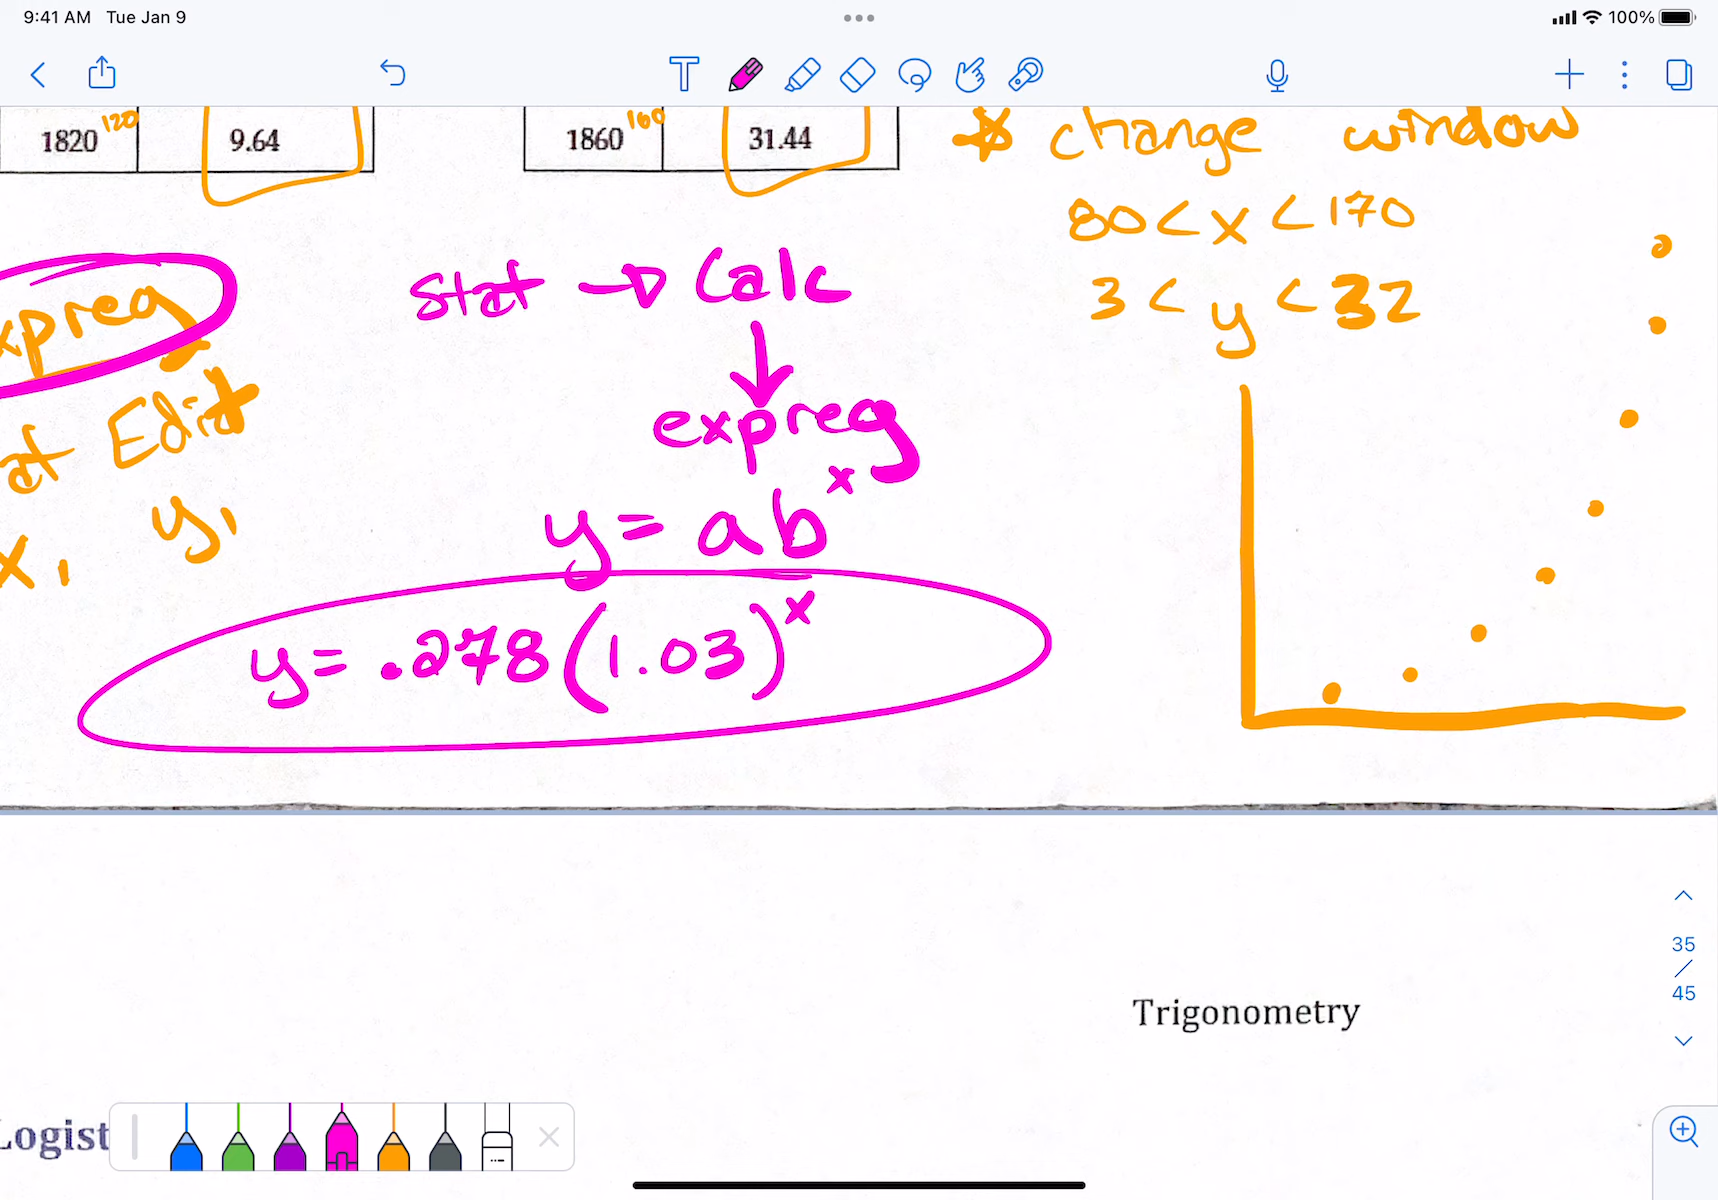 9:41 AM Tue Jan 9
100%
1820 120 9.64 1860 160 31.44
change window
80 < x < 170
3 < y < 32
xpreg
stat → Calc
expreg
at Edit
x, y,
y = ab^x
y = .278(1.03)^x
35
/
45
Trigonometry
Logist